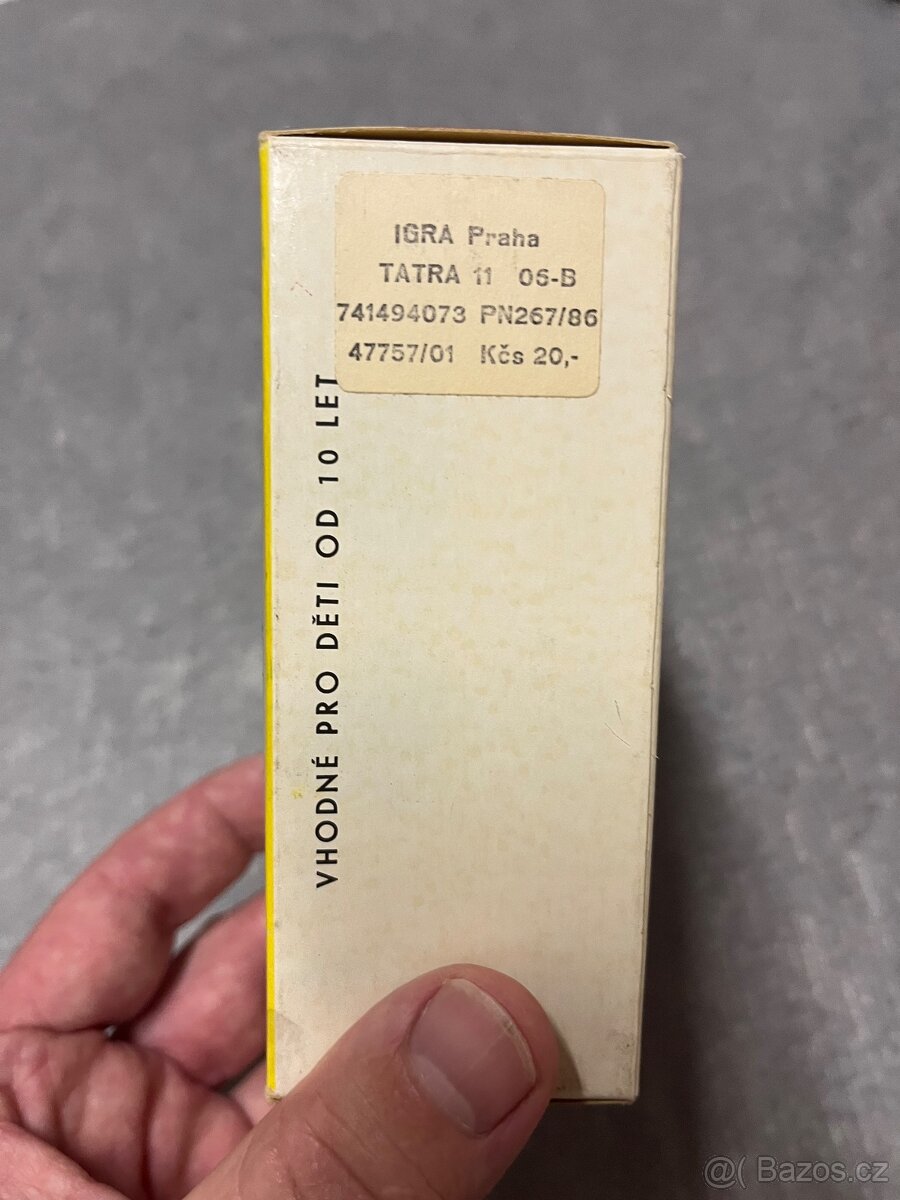 IGRA Praha
TATRA 11 06-B
741494073 PN267/86
47757/01 Kčs 20,-
VHODNÉ PRO DĚTI OD 10 LET
@( Bazos.cz